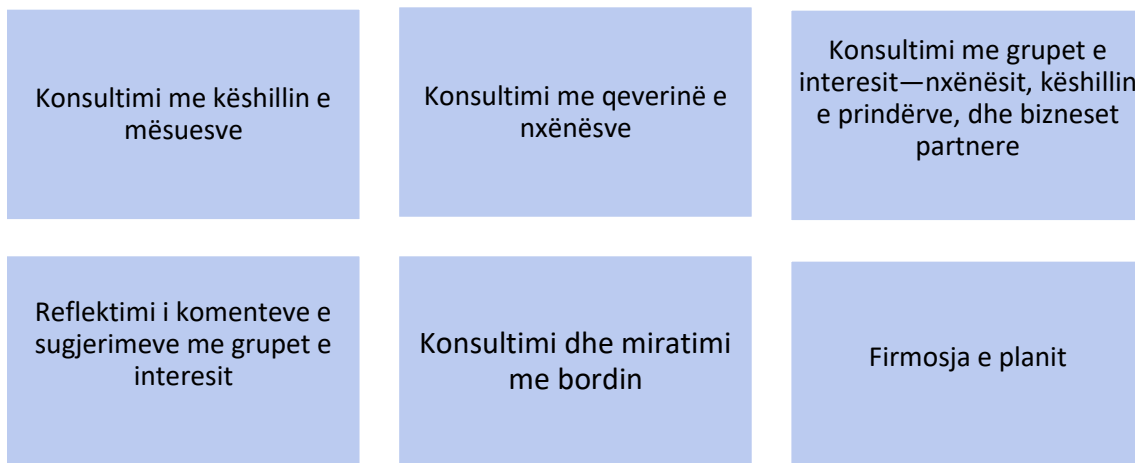 Konsultimi me këshillin e
mësuesve
Konsultimi me qeverinë e
nxënësve
Konsultimi me grupet e
interesit—nxënësit, këshillin
e prindërve, dhe bizneset
partnere
Reflektimi i komenteve e
sugjerimeve me grupet e
interesit
Konsultimi dhe miratimi
me bordin
Firmosja e planit